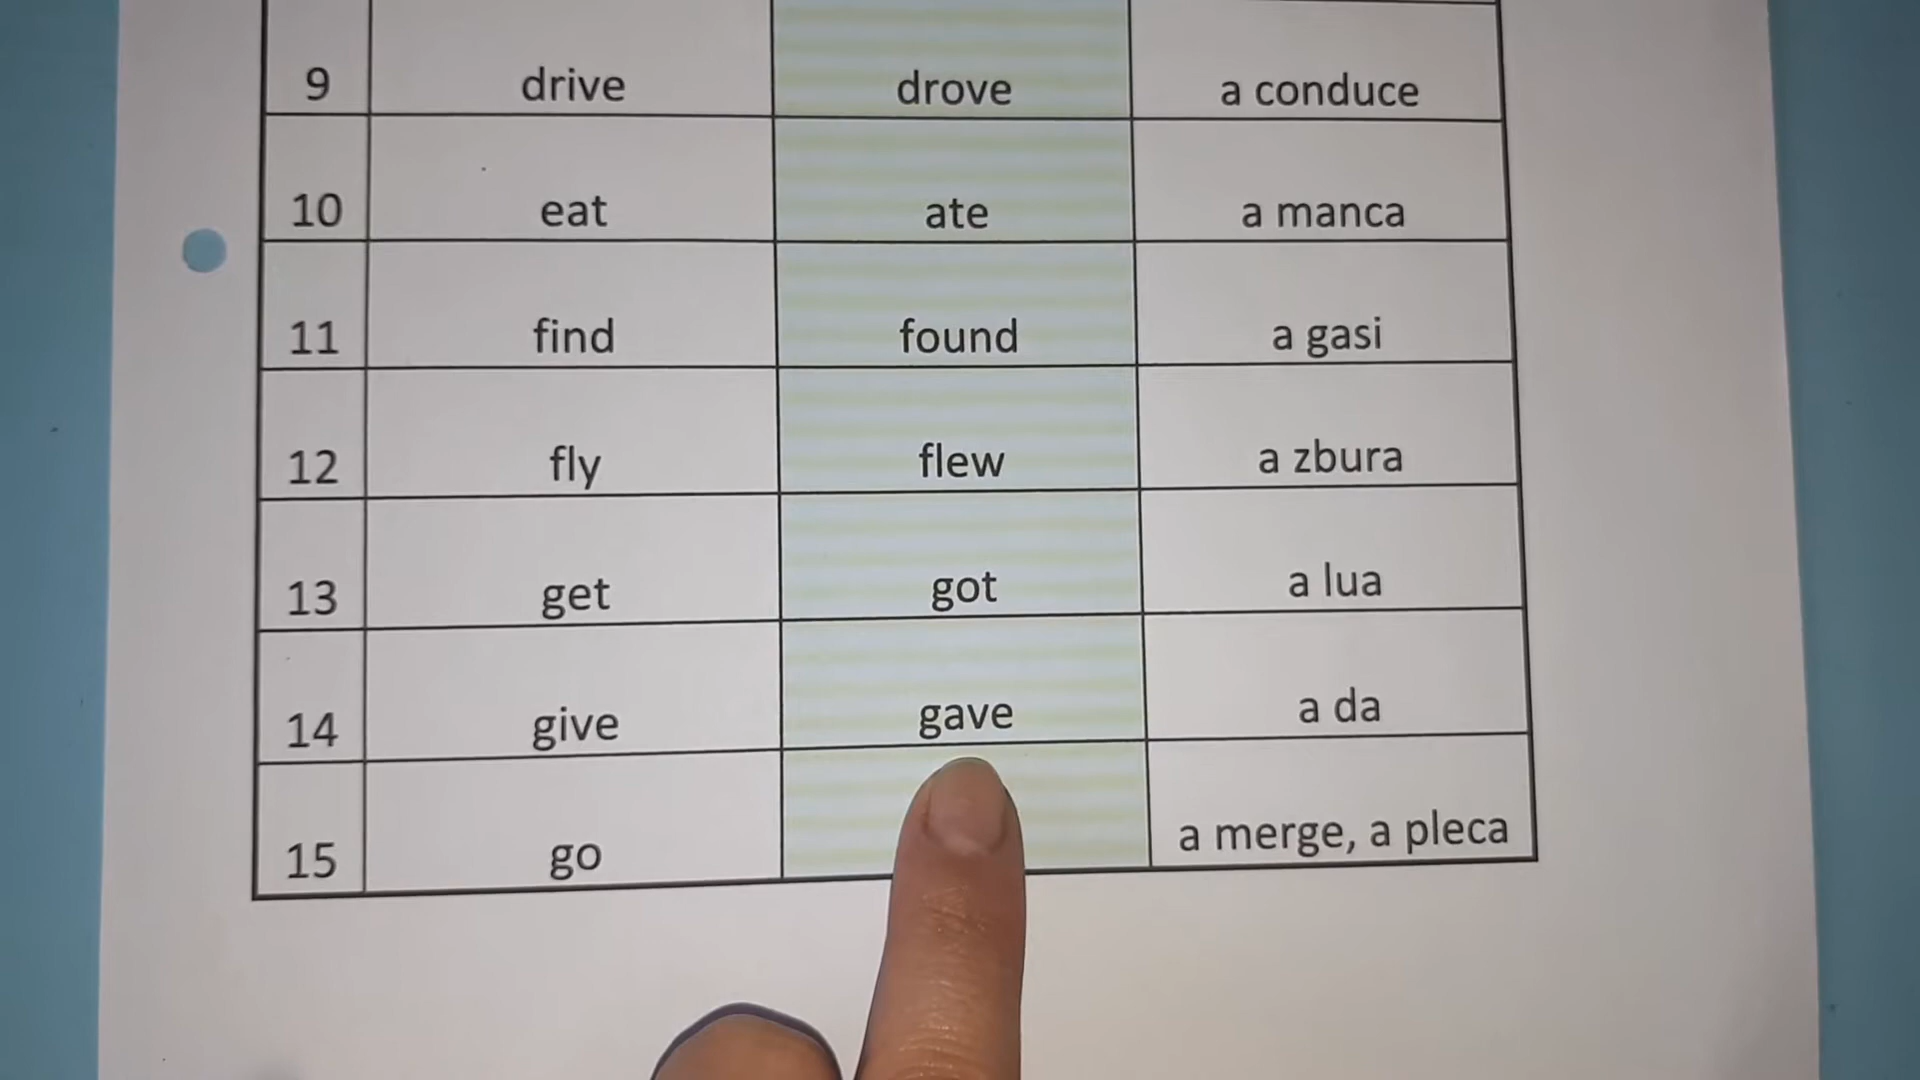 9 drive drove a conduce
10 eat ate a manca
11 find found a gasi
12 fly flew a zbura
13 get got a lua
14 give gave a da
15 go a merge, a pleca